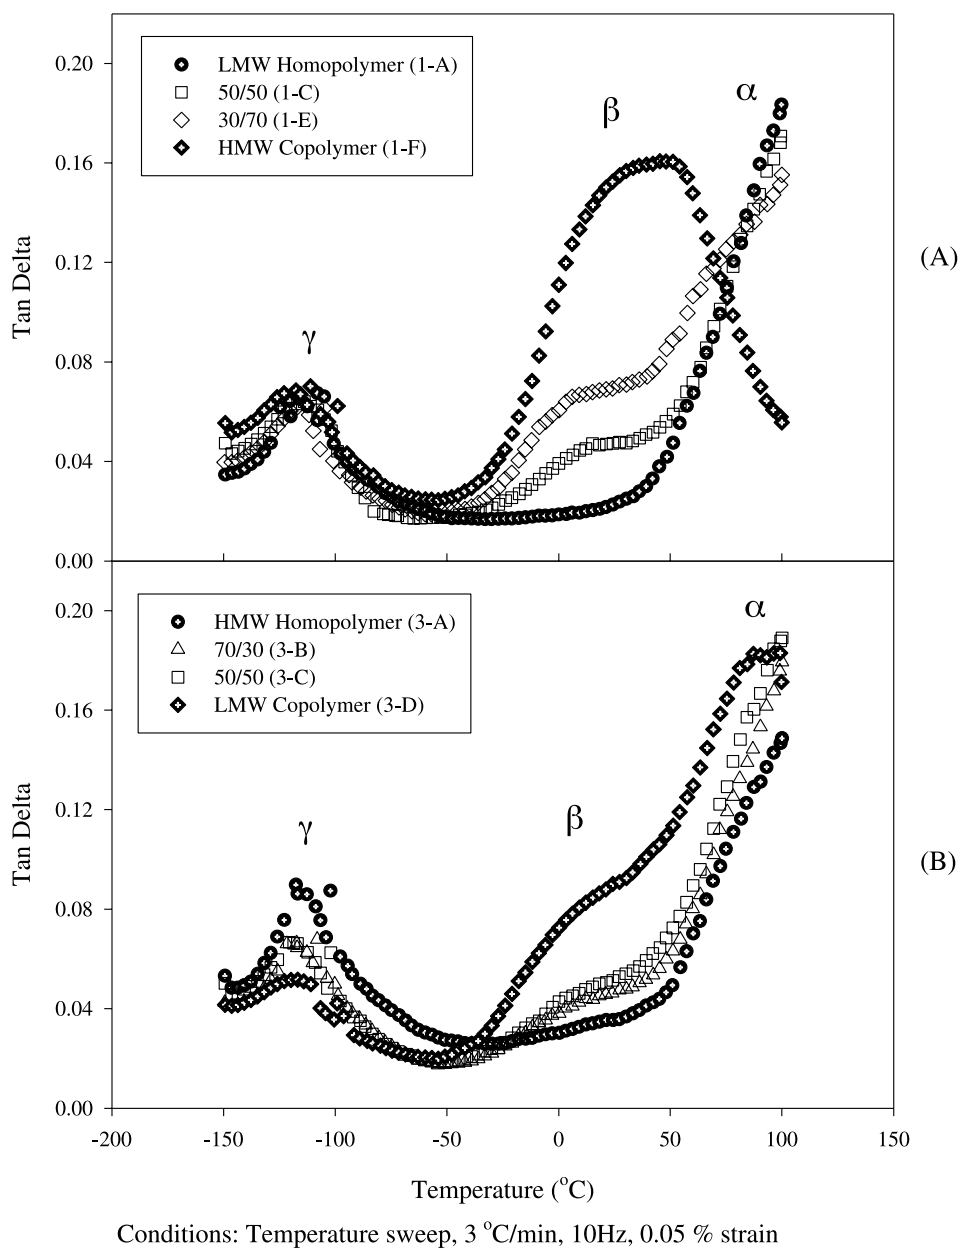 0.20
0.16
0.12
0.08
0.04
0.00
Tan Delta
LMW Homopolymer (1-A)
50/50 (1-C)
30/70 (1-E)
HMW Copolymer (1-F)
γ
β
α
(A)
0.20
0.16
0.12
0.08
0.04
0.00
Tan Delta
HMW Homopolymer (3-A)
70/30 (3-B)
50/50 (3-C)
LMW Copolymer (3-D)
γ
β
α
(B)
-200 -150 -100 -50 0 50 100 150
Temperature (°C)
Conditions: Temperature sweep, 3 °C/min, 10Hz, 0.05 % strain